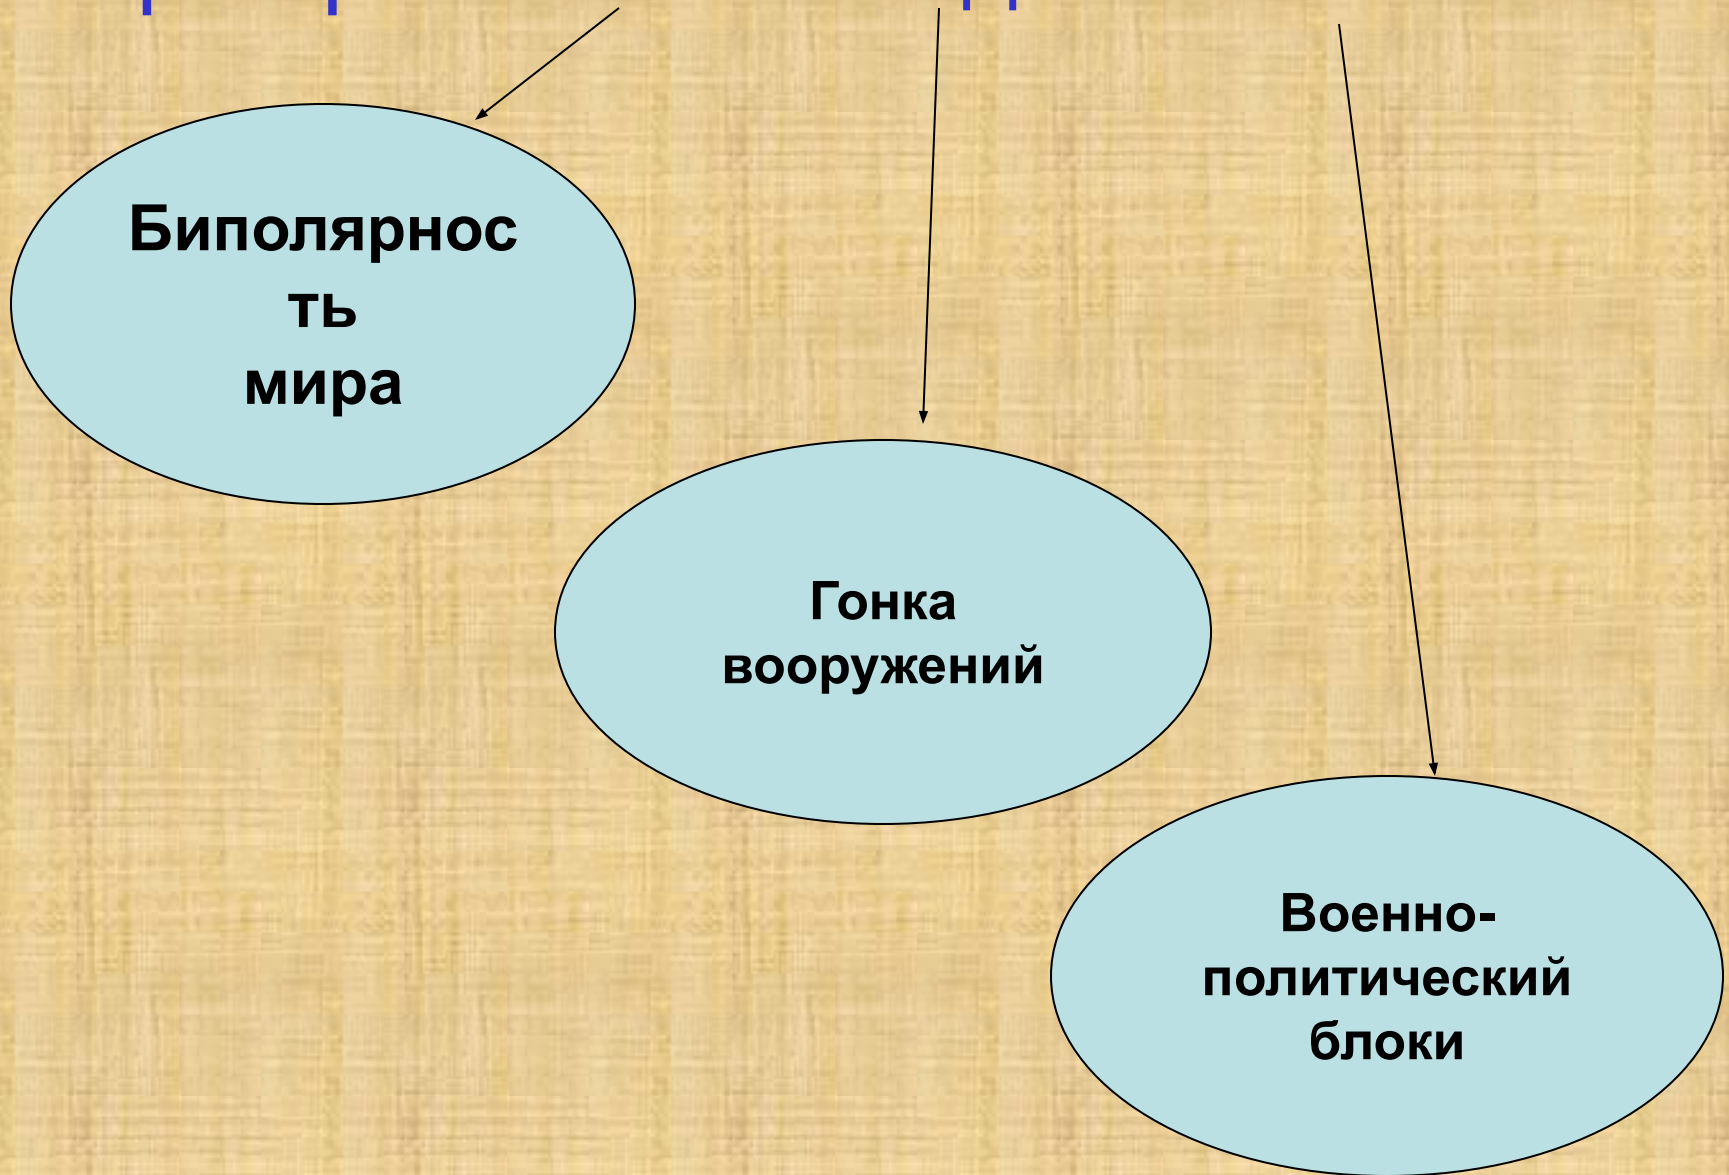 Биполярнос
ть
мира
Гонка
вооружений
Военно-
политический
блоки